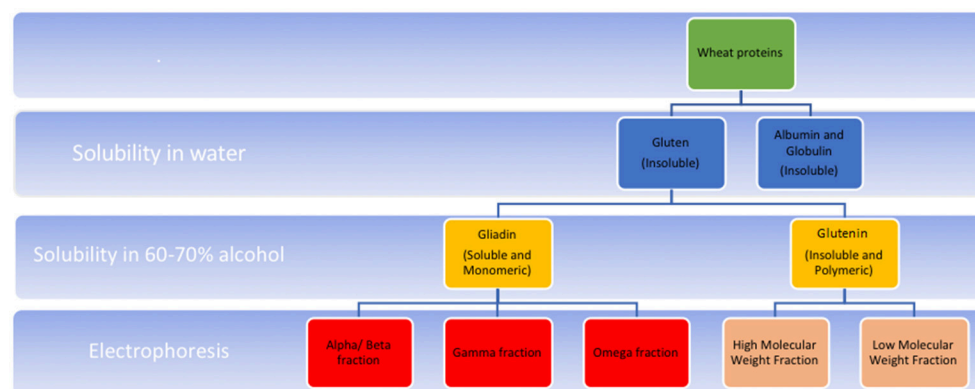 Wheat proteins
Solubility in water
Gluten
(Insoluble)
Albumin and
Globulin
(Insoluble)
Solubility in 60-70% alcohol
Gliadin
(Soluble and
Monomeric)
Glutenin
(Insoluble and
Polymeric)
Electrophoresis
Alpha/ Beta
fraction
Gamma fraction
Omega fraction
High Molecular
Weight Fraction
Low Molecular
Weight Fraction